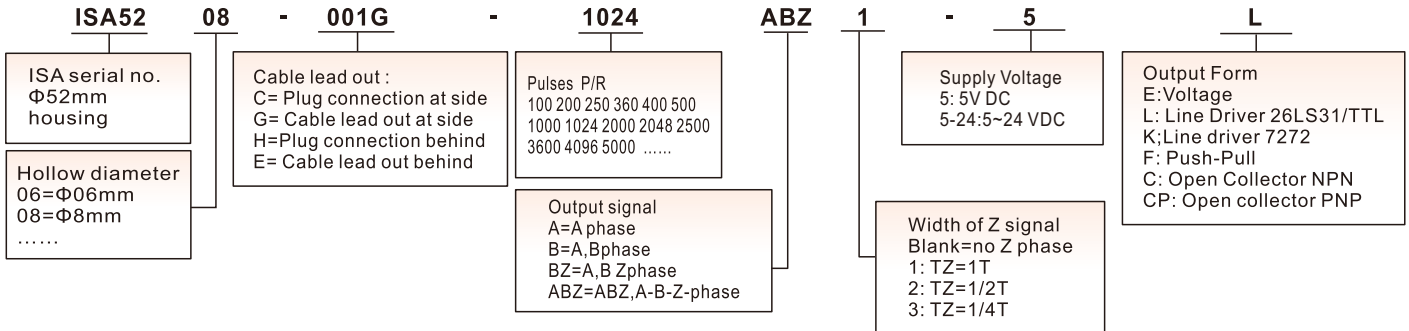 ISA52 08 - 001G - 1024 ABZ 1 - 5 L
ISA serial no.
Φ52mm
housing
Hollow diameter
06=Φ06mm
08=Φ8mm
......
Cable lead out :
C= Plug connection at side
G= Cable lead out at side
H=Plug connection behind
E= Cable lead out behind
Pulses P/R
100 200 250 360 400 500
1000 1024 2000 2048 2500
3600 4096 5000 ......
Output signal
A=A phase
B=A,Bphase
BZ=A,B Zphase
ABZ=ABZ,A-B-Z-phase
Width of Z signal
Blank=no Z phase
1: TZ=1T
2: TZ=1/2T
3: TZ=1/4T
Supply Voltage
5: 5V DC
5-24:5~24 VDC
Output Form
E:Voltage
L: Line Driver 26LS31/TTL
K;Line driver 7272
F: Push-Pull
C: Open Collector NPN
CP: Open collector PNP